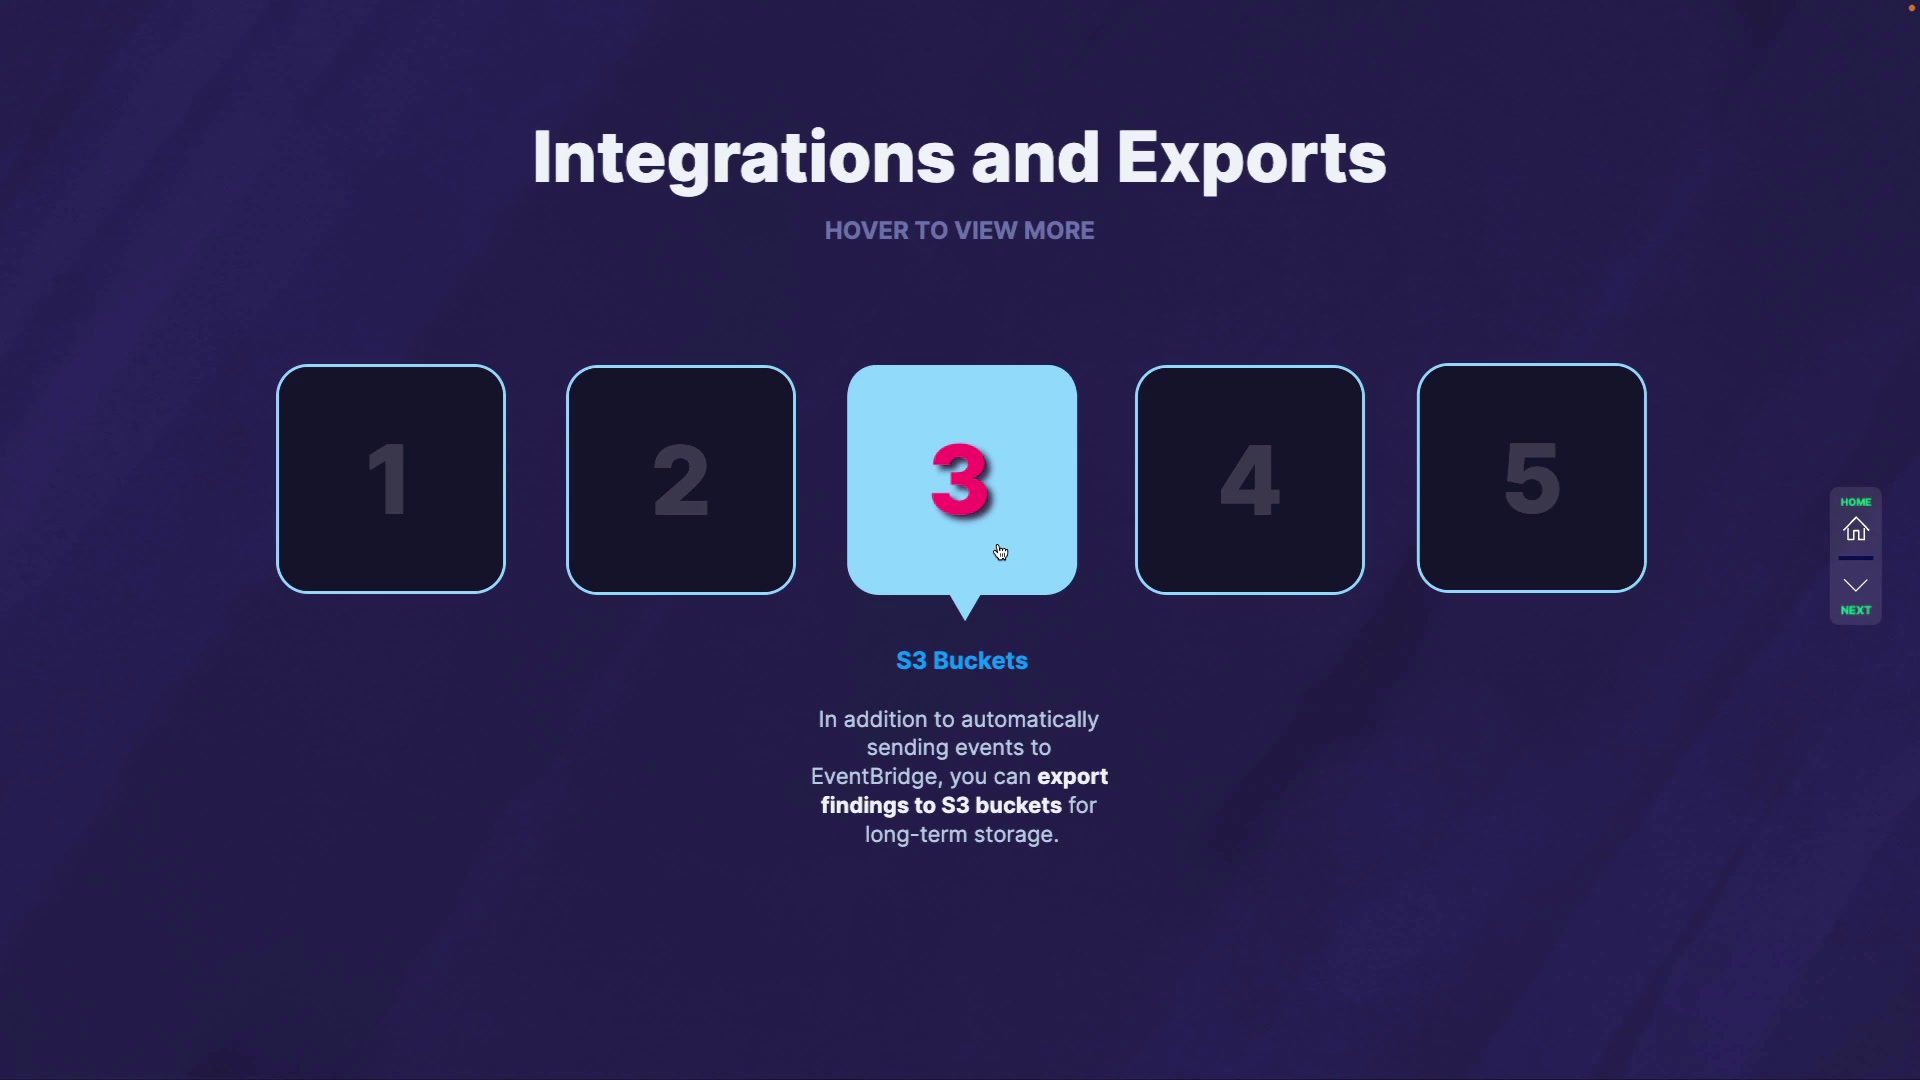 Integrations and Exports
HOVER TO VIEW MORE
1
2
3
4
5
HOME
NEXT
S3 Buckets
In addition to automatically
sending events to
EventBridge, you can export
findings to S3 buckets for
long-term storage.